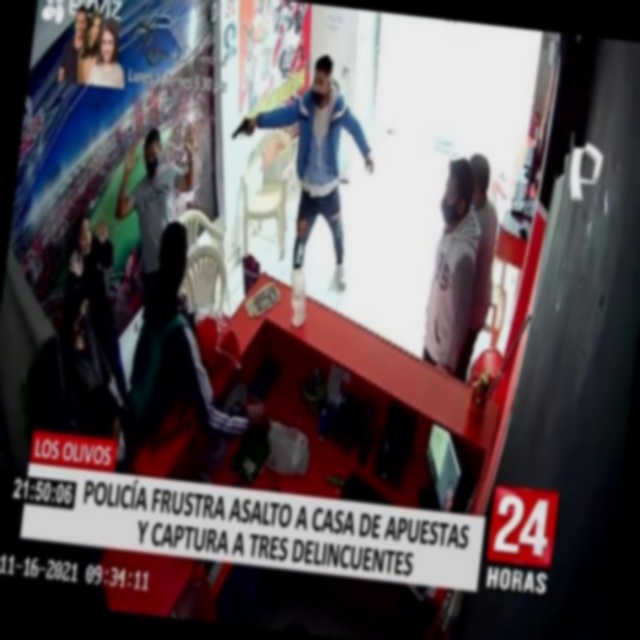 LOS OLIVOS
21:50:06
POLICÍA FRUSTRA ASALTO A CASA DE APUESTAS
Y CAPTURA A TRES DELINCUENTES
24
HORAS
11-16-2021 09:34:11